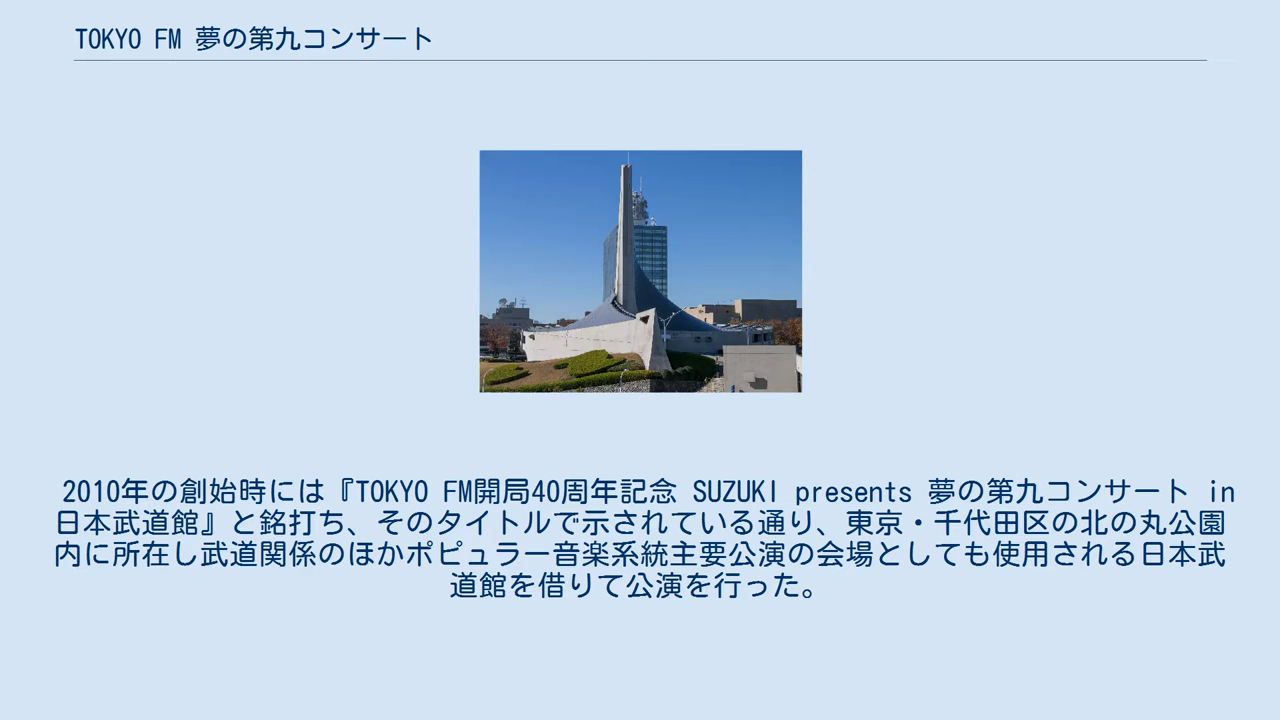 TOKYO FM 夢の第九コンサート
2010年の創始時には『TOKYO FM開局40周年記念 SUZUKI presents 夢の第九コンサート in
日本武道館』と銘打ち、そのタイトルで示されている通り、東京・千代田区の北の丸公園
内に所在し武道関係のほかポピュラー音楽系統主要公演の会場としても使用される日本武
道館を借りて公演を行った。